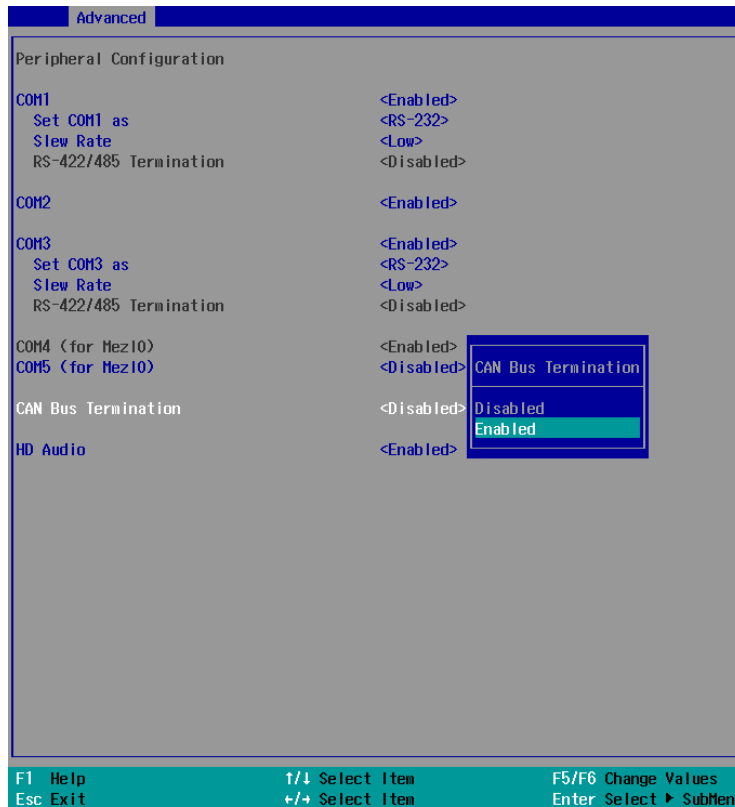 Advanced
Peripheral Configuration
COM1 <Enabled>
Set COM1 as <RS-232>
Slew Rate <Low>
RS-422/485 Termination <Disabled>
COM2 <Enabled>
COM3 <Enabled>
Set COM3 as <RS-232>
Slew Rate <Low>
RS-422/485 Termination <Disabled>
COM4 (for MezIO) <Enabled>
COM5 (for MezIO) <Disabled>
CAN Bus Termination <Disabled>
HD Audio <Enabled>
CAN Bus Termination
Disabled
Enabled
F1 Help ↑/↓ Select Item F5/F6 Change Values
Esc Exit ←/→ Select Item Enter Select ▶ SubMen